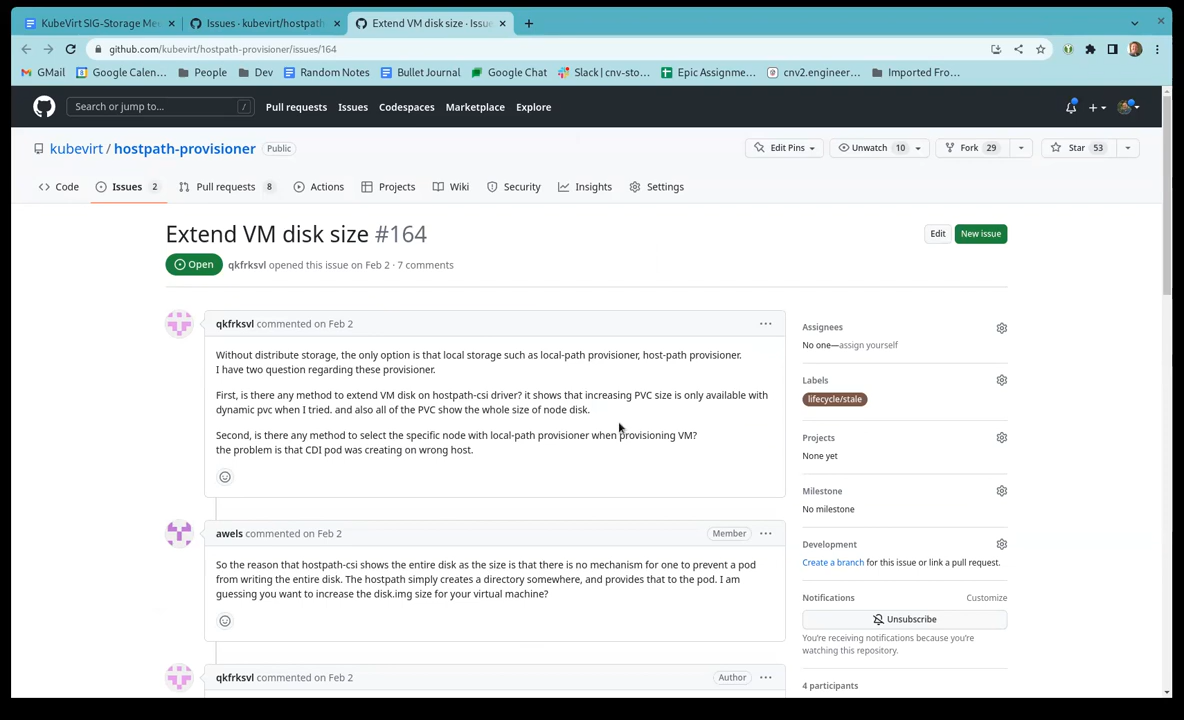 KubeVirt SIG-Storage Me
Issues · kubevirt/hostpath
Extend VM disk size · Issu
github.com/kubevirt/hostpath-provisioner/issues/164
GMail
Google Calen...
People
Dev
Random Notes
Bullet Journal
Google Chat
Slack | cnv-sto...
Epic Assignme...
cnv2.engineer...
Imported Fro...
Search or jump to...
/
Pull requests
Issues
Codespaces
Marketplace
Explore
kubevirt / hostpath-provisioner
Public
Edit Pins
Unwatch 10
Fork 29
Star 53
Code
Issues 2
Pull requests 8
Actions
Projects
Wiki
Security
Insights
Settings
Extend VM disk size #164
Edit
New issue
Open
qkfrksvl opened this issue on Feb 2 · 7 comments
qkfrksvl commented on Feb 2
Without distribute storage, the only option is that local storage such as local-path provisioner, host-path provisioner.
I have two question regarding these provisioner.
First, is there any method to extend VM disk on hostpath-csi driver? it shows that increasing PVC size is only available with
dynamic pvc when I tried. and also all of the PVC show the whole size of node disk.
Second, is there any method to select the specific node with local-path provisioner when provisioning VM?
the problem is that CDI pod was creating on wrong host.
awels commented on Feb 2
Member
So the reason that hostpath-csi shows the entire disk as the size is that there is no mechanism for one to prevent a pod
from writing the entire disk. The hostpath simply creates a directory somewhere, and provides that to the pod. I am
guessing you want to increase the disk.img size for your virtual machine?
qkfrksvl commented on Feb 2
Author
Assignees
No one—assign yourself
Labels
lifecycle/stale
Projects
None yet
Milestone
No milestone
Development
Create a branch for this issue or link a pull request.
Notifications
Customize
Unsubscribe
You're receiving notifications because you're
watching this repository.
4 participants